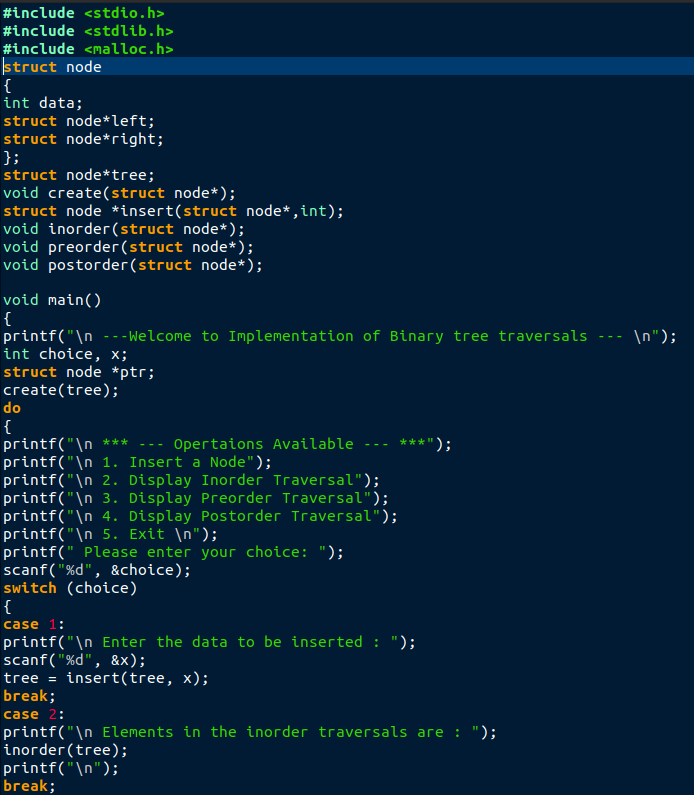 #include <stdio.h>
#include <stdlib.h>
#include <malloc.h>
struct node
{
int data;
struct node*left;
struct node*right;
};
struct node*tree;
void create(struct node*);
struct node *insert(struct node*,int);
void inorder(struct node*);
void preorder(struct node*);
void postorder(struct node*);

void main()
{
printf("\n ---Welcome to Implementation of Binary tree traversals --- \n");
int choice, x;
struct node *ptr;
create(tree);
do
{
printf("\n *** --- Opertaions Available --- ***");
printf("\n 1. Insert a Node");
printf("\n 2. Display Inorder Traversal");
printf("\n 3. Display Preorder Traversal");
printf("\n 4. Display Postorder Traversal");
printf("\n 5. Exit \n");
printf(" Please enter your choice: ");
scanf("%d", &choice);
switch (choice)
{
case 1:
printf("\n Enter the data to be inserted : ");
scanf("%d", &x);
tree = insert(tree, x);
break;
case 2:
printf("\n Elements in the inorder traversals are : ");
inorder(tree);
printf("\n");
break;